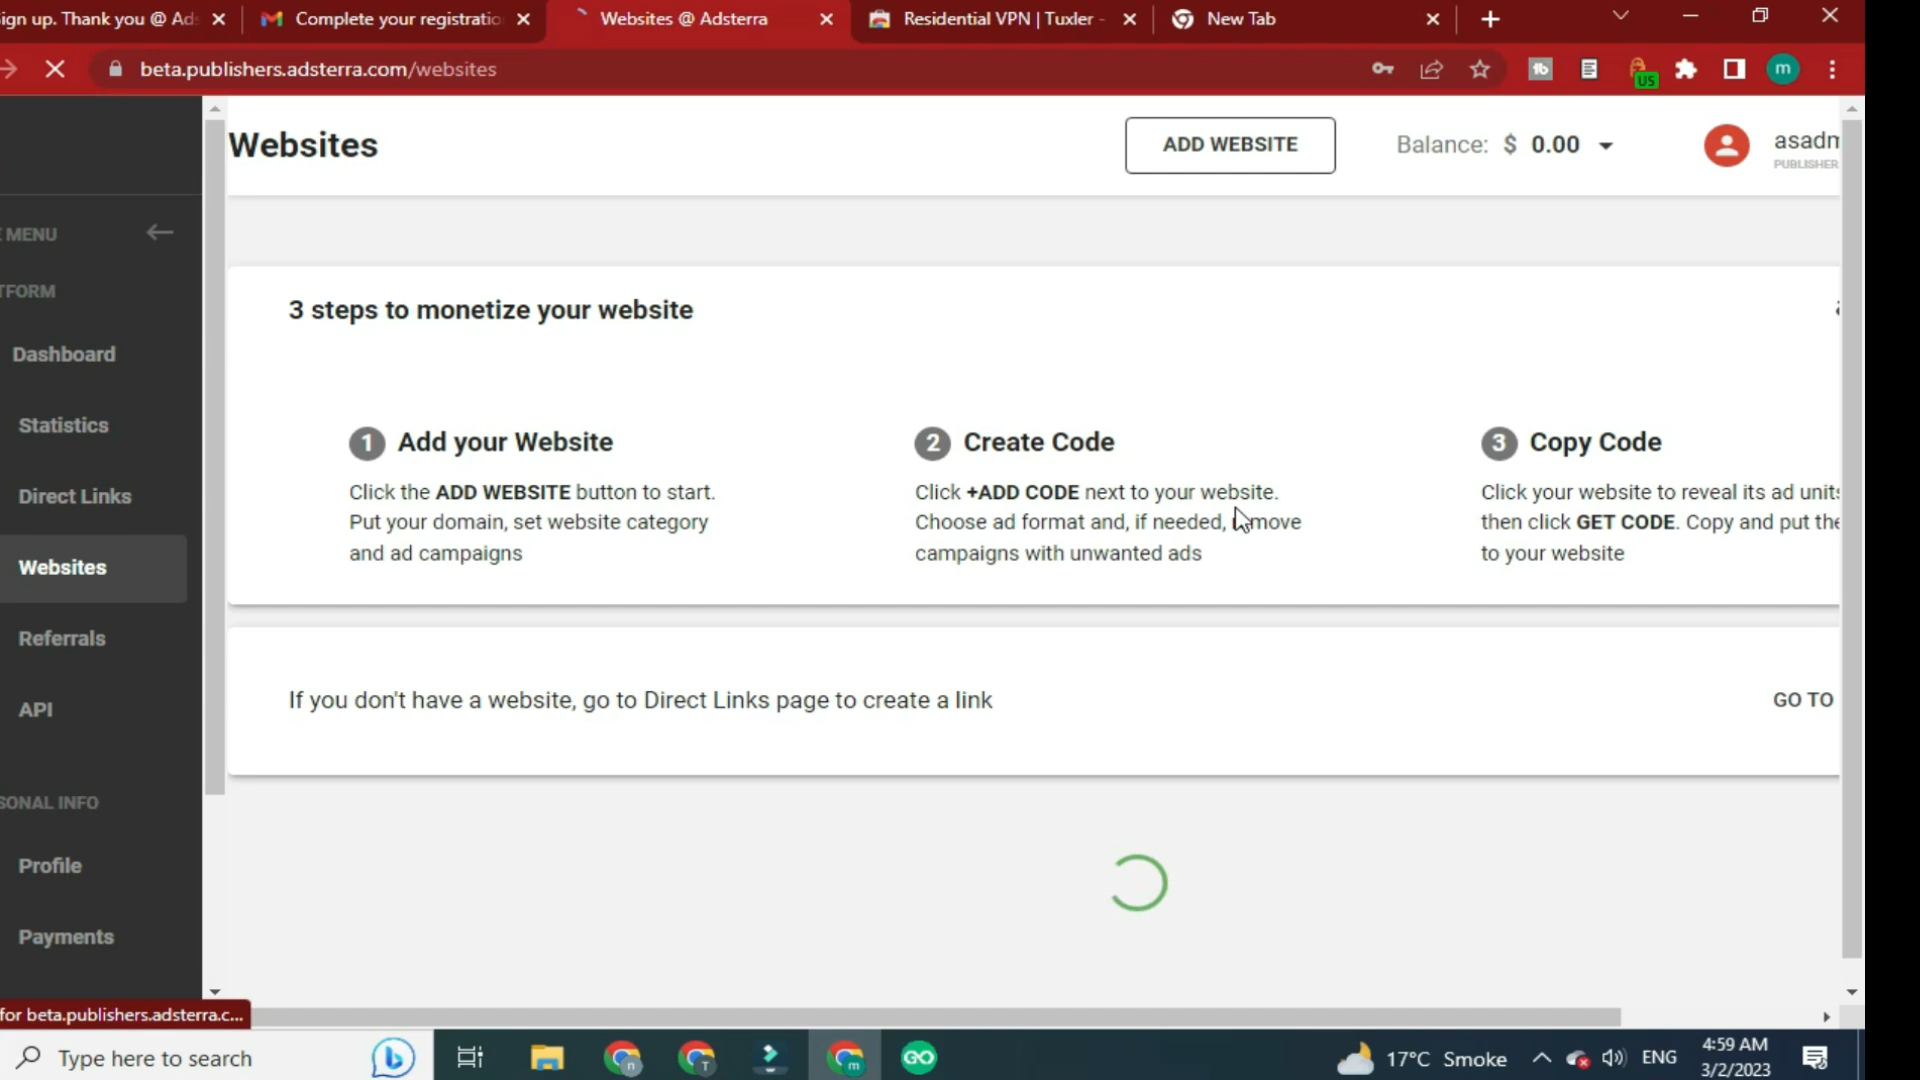 ign up. Thank you @ Ads
Complete your registratio
Websites @ Adsterra
Residential VPN | Tuxler -
New Tab
beta.publishers.adsterra.com/websites
US
m
Websites
ADD WEBSITE
Balance: $ 0.00
asadm
PUBLISHER
MENU
TFORM
Dashboard
Statistics
Direct Links
Websites
Referrals
API
SONAL INFO
Profile
Payments
3 steps to monetize your website
1 Add your Website
Click the ADD WEBSITE button to start.
Put your domain, set website category
and ad campaigns
2 Create Code
Click +ADD CODE next to your website.
Choose ad format and, if needed, remove
campaigns with unwanted ads
3 Copy Code
Click your website to reveal its ad units
then click GET CODE. Copy and put the
to your website
If you don't have a website, go to Direct Links page to create a link
GO TO
for beta.publishers.adsterra.c...
Type here to search
17°C Smoke
ENG
4:59 AM
3/2/2023